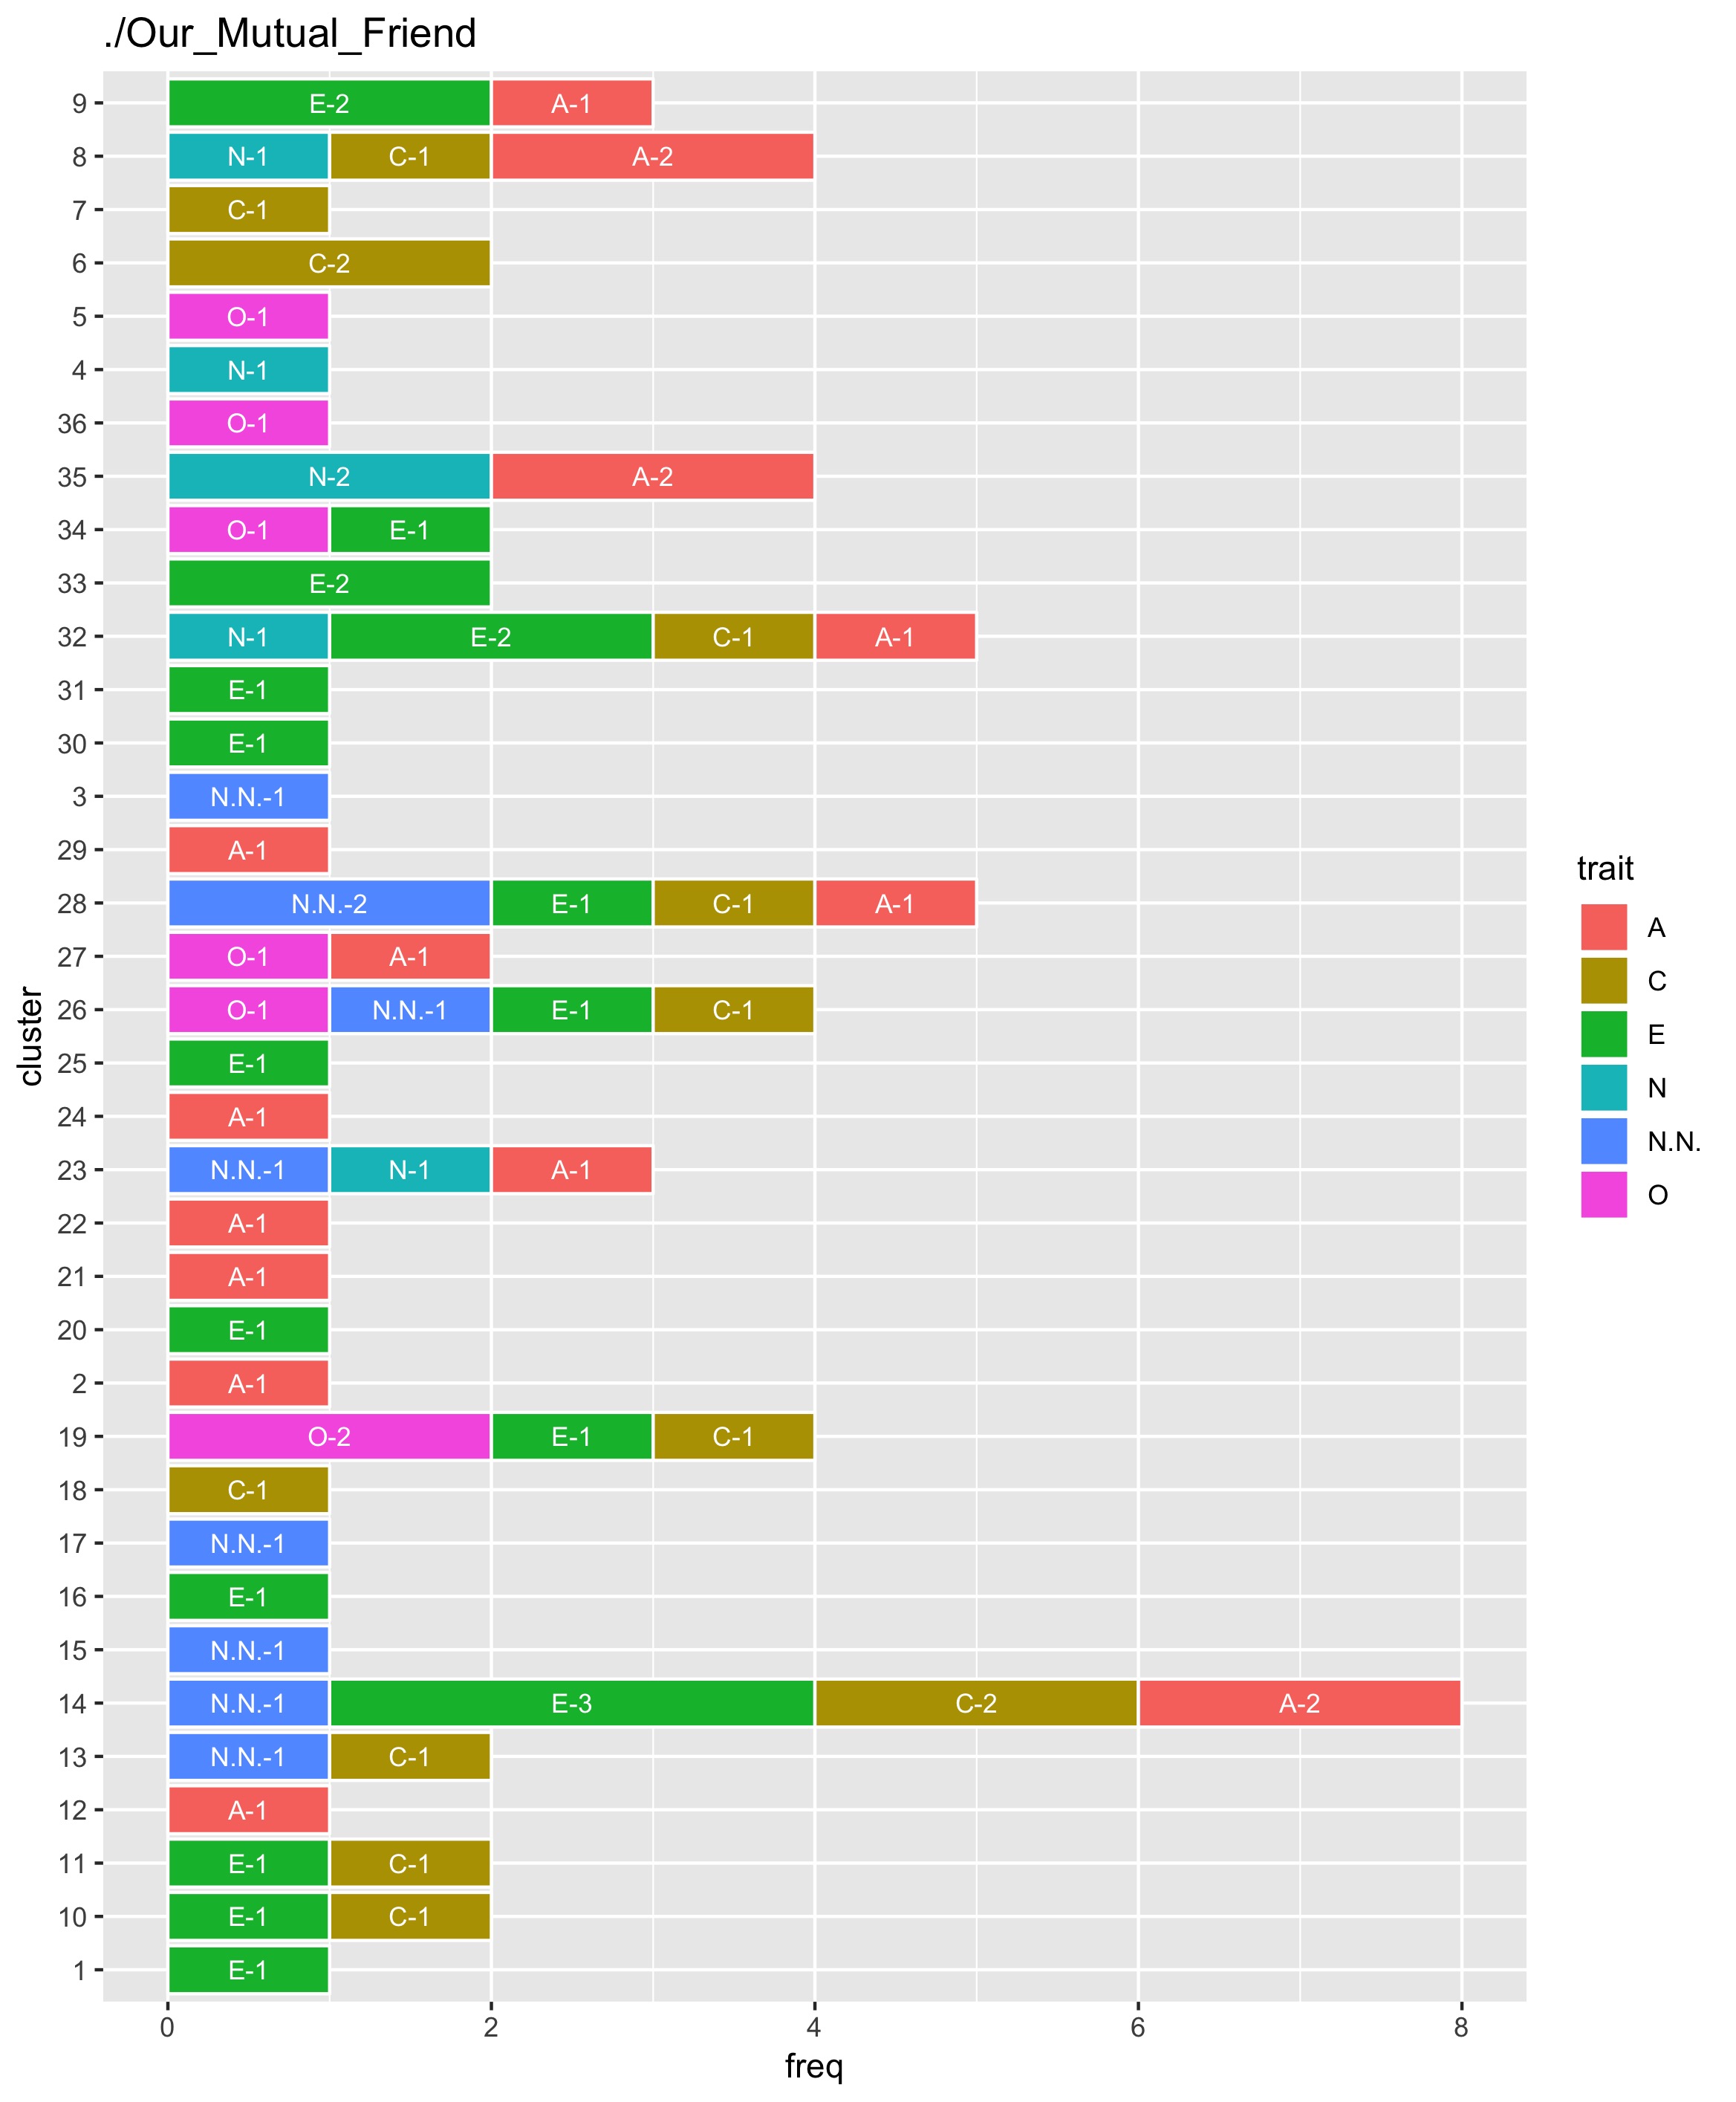 ./Our_Mutual_Friend
9 E-2 A-1
8 N-1 C-1 A-2
7 C-1
6 C-2
5 O-1
4 N-1
36 O-1
35 N-2 A-2
34 O-1 E-1
33 E-2
32 N-1 E-2 C-1 A-1
31 E-1
30 E-1
3 N.N.-1
29 A-1
28 N.N.-2 E-1 C-1 A-1
27 O-1 A-1
26 O-1 N.N.-1 E-1 C-1
25 E-1
24 A-1
23 N.N.-1 N-1 A-1
22 A-1
21 A-1
20 E-1
2 A-1
19 O-2 E-1 C-1
18 C-1
17 N.N.-1
16 E-1
15 N.N.-1
14 N.N.-1 E-3 C-2 A-2
13 N.N.-1 C-1
12 A-1
11 E-1 C-1
10 E-1 C-1
1 E-1
0 2 4 6 8
freq
cluster
trait
A
C
E
N
N.N.
O